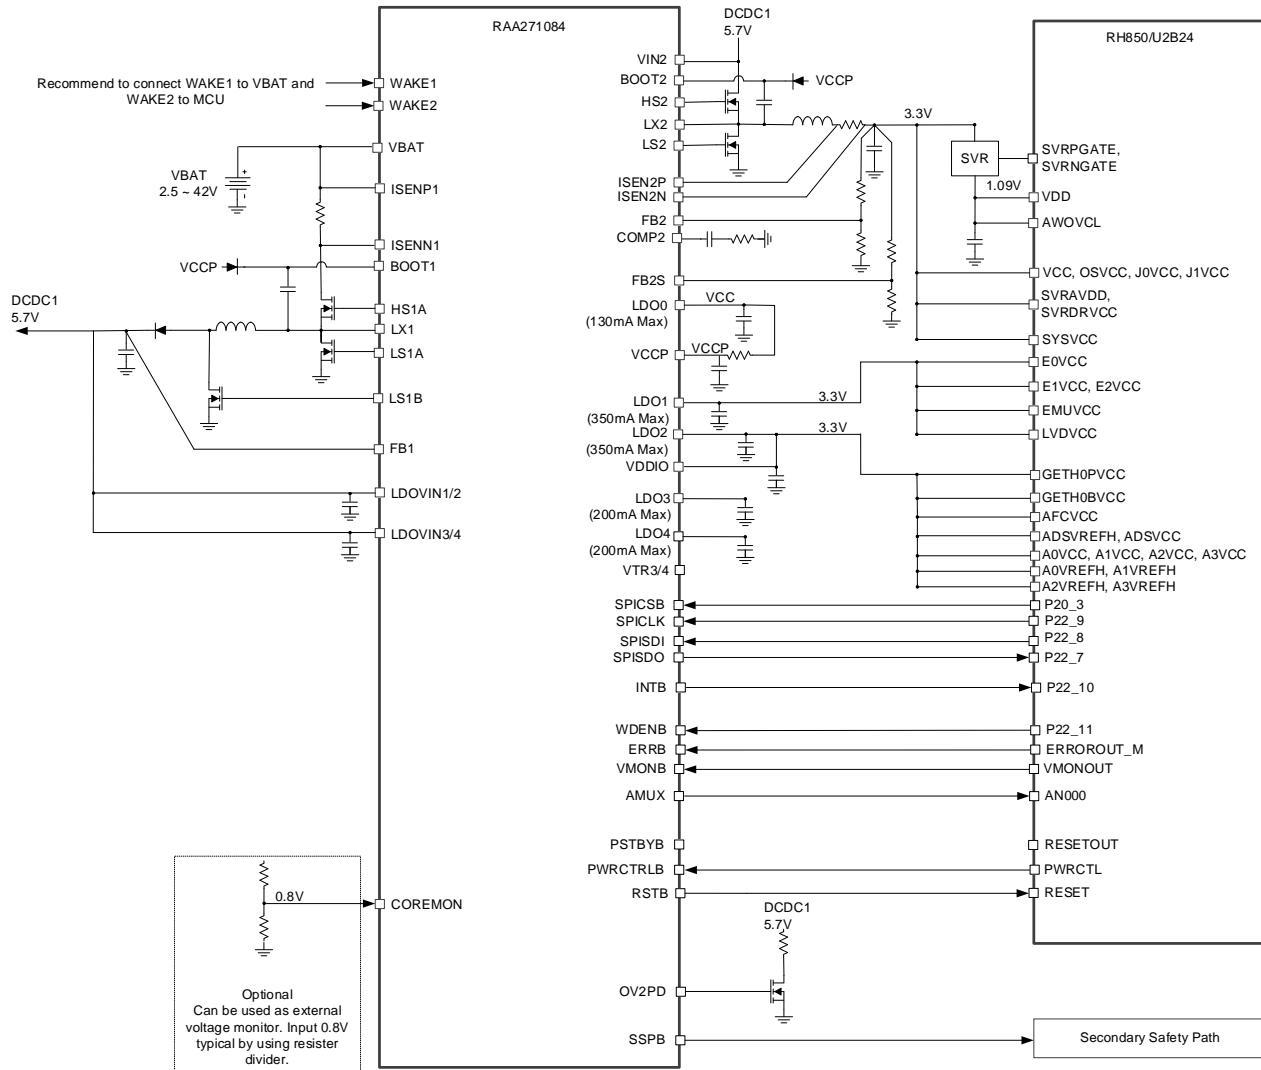 RAA271084
Recommend to connect WAKE1 to VBAT and
WAKE2 to MCU
WAKE1
WAKE2
VBAT
VBAT
2.5 ~ 42V
+
-
ISENP1
ISENN1
VCCP
BOOT1
DCDC1
5.7V
HS1A
LX1
LS1A
LS1B
FB1
LDOVIN1/2
LDOVIN3/4
0.8V
COREMON
Optional
Can be used as external
voltage monitor. Input 0.8V
typical by using resister
divider.
DCDC1
5.7V
VIN2
BOOT2
VCCP
HS2
LX2
3.3V
LS2
ISEN2P
ISEN2N
FB2
COMP2
FB2S
LDO0
(130mA Max)
VCC
VCCP
VCCP
LDO1
(350mA Max)
3.3V
LDO2
(350mA Max)
3.3V
VDDIO
LDO3
(200mA Max)
LDO4
(200mA Max)
VTR3/4
SPICSB
SPICLK
SPISDI
SPISDO
INTB
WDENB
ERRB
VMONB
AMUX
PSTBYB
PWRCTRLB
RSTB
DCDC1
5.7V
OV2PD
SSPB
RH850/U2B24
SVR
1.09V
SVRPGATE,
SVRNGATE
VDD
AWOVCL
VCC, OSVCC, J0VCC, J1VCC
SVRAVDD,
SVRDRVCC
SYSVCC
E0VCC
E1VCC, E2VCC
EMUVCC
LVDVCC
GETH0PVCC
GETH0BVCC
AFCVCC
ADSVREFH, ADSVCC
A0VCC, A1VCC, A2VCC, A3VCC
A0VREFH, A1VREFH
A2VREFH, A3VREFH
P20_3
P22_9
P22_8
P22_7
P22_10
P22_11
ERROROUT_M
VMONOUT
AN000
RESETOUT
PWRCTL
RESET
Secondary Safety Path